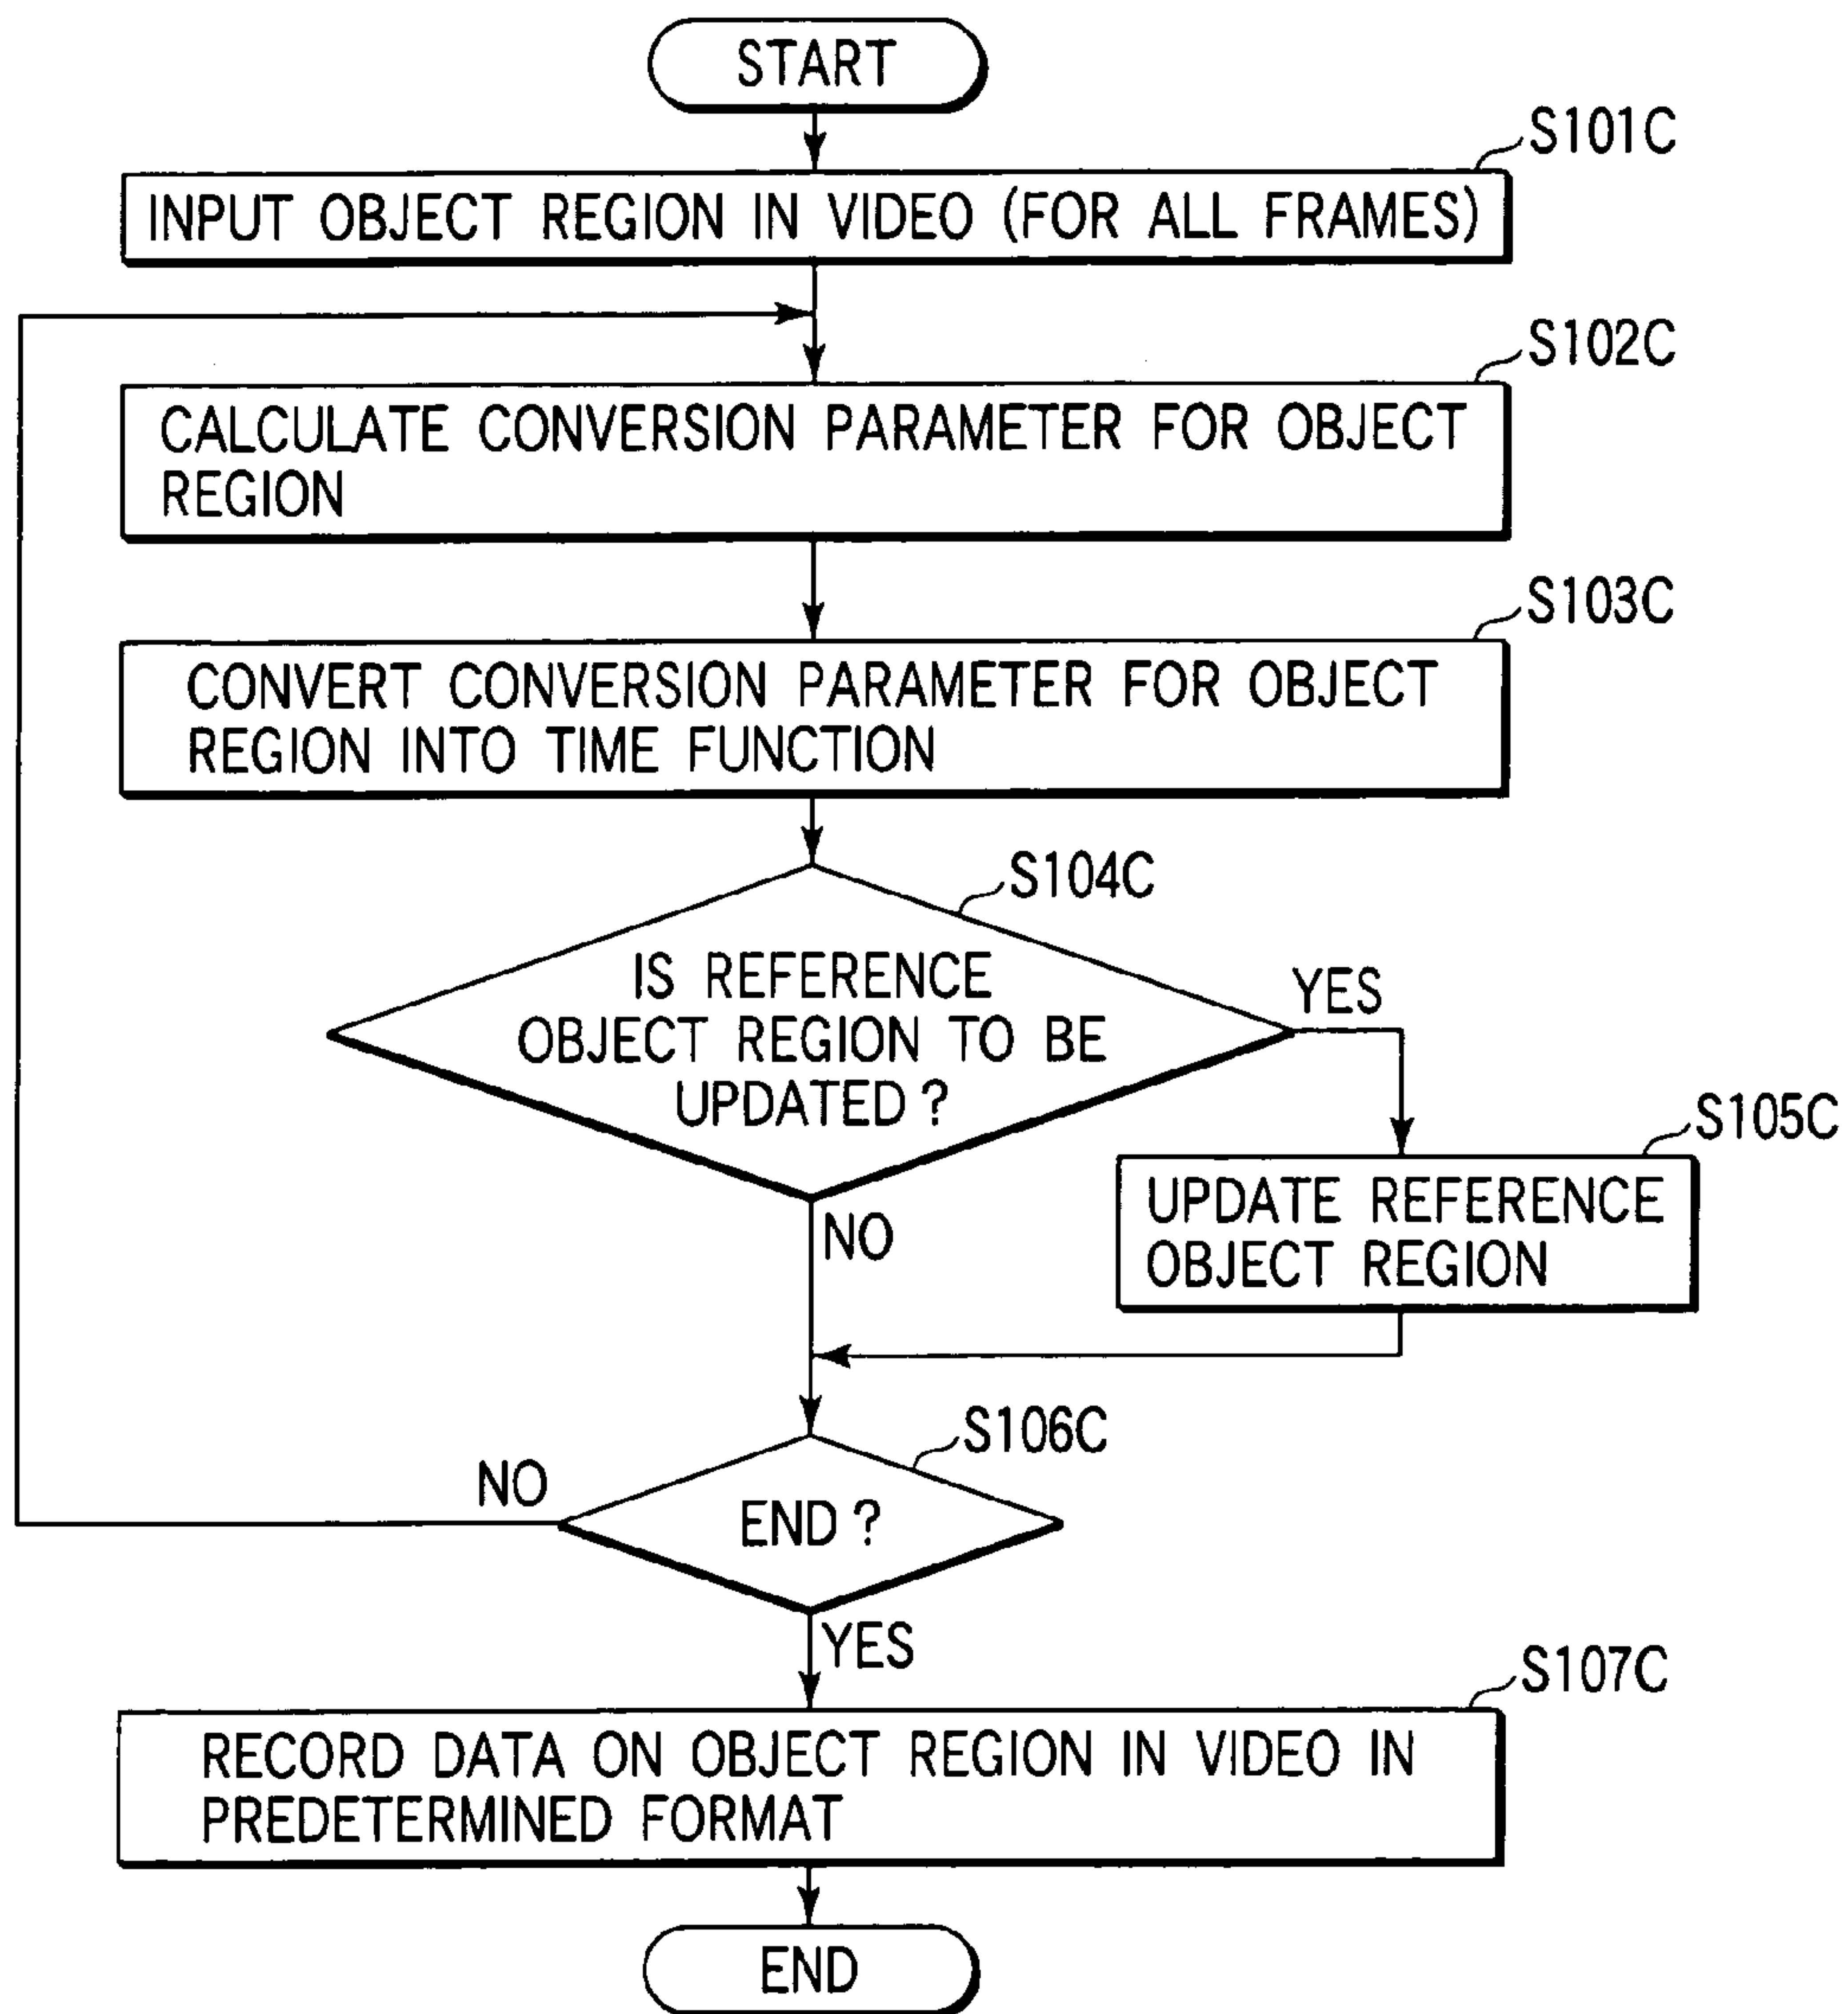 START
S101C
INPUT OBJECT REGION IN VIDEO (FOR ALL FRAMES)
S102C
CALCULATE CONVERSION PARAMETER FOR OBJECT
REGION
S103C
CONVERT CONVERSION PARAMETER FOR OBJECT
REGION INTO TIME FUNCTION
S104C
IS REFERENCE
OBJECT REGION TO BE
UPDATED ?
YES
S105C
UPDATE REFERENCE
OBJECT REGION
NO
S106C
NO
END ?
YES
S107C
RECORD DATA ON OBJECT REGION IN VIDEO IN
PREDETERMINED FORMAT
END